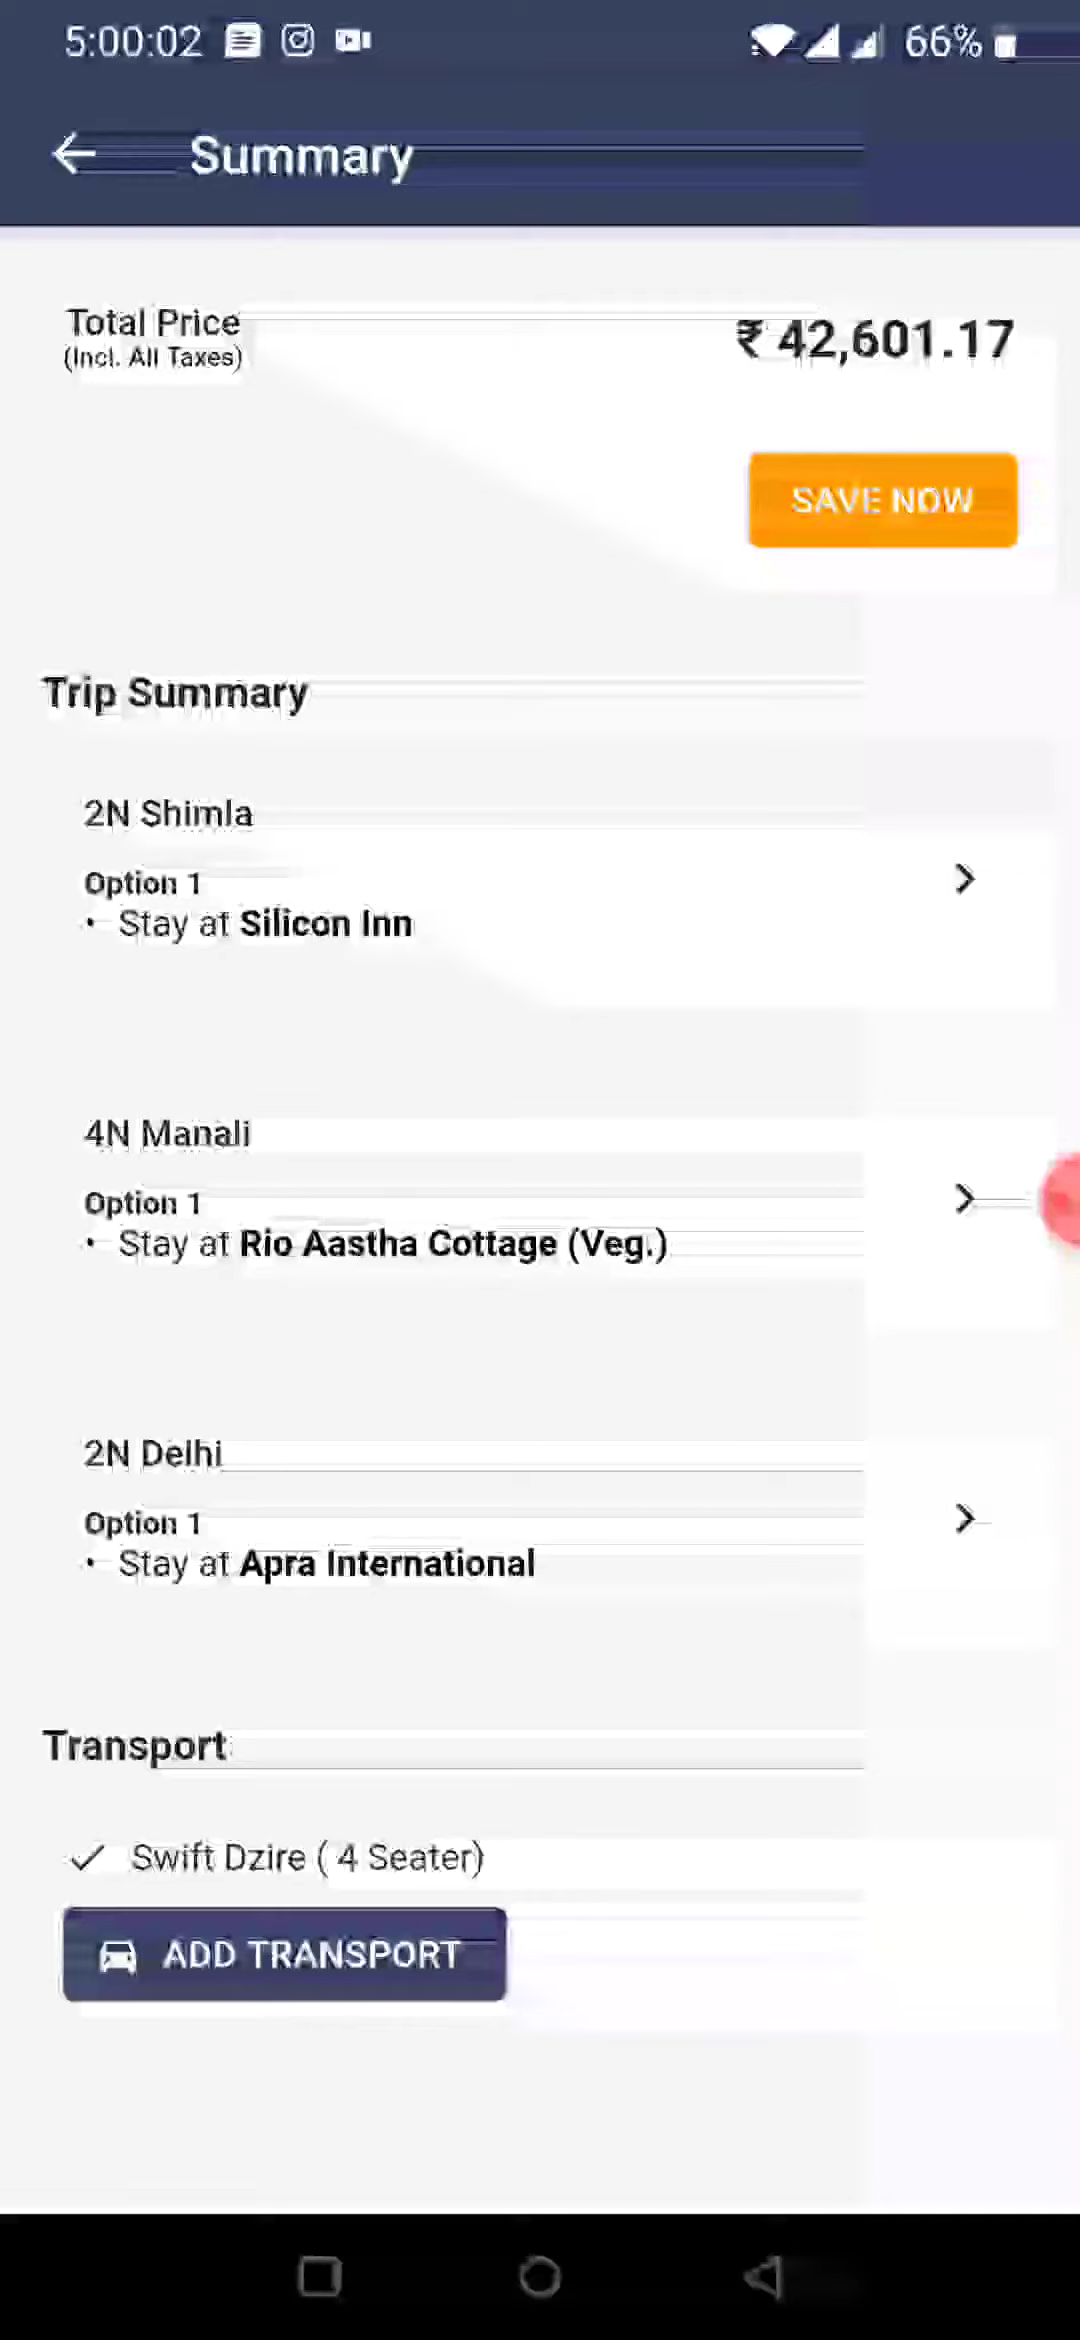 5:00:02 66%
Summary
Total Price
(Incl. All Taxes)
₹ 42,601.17
SAVE NOW
Trip Summary
2N Shimla
Option 1
• Stay at Silicon Inn
4N Manali
Option 1
• Stay at Rio Aastha Cottage (Veg.)
2N Delhi
Option 1
• Stay at Apra International
Transport
Swift Dzire ( 4 Seater)
ADD TRANSPORT